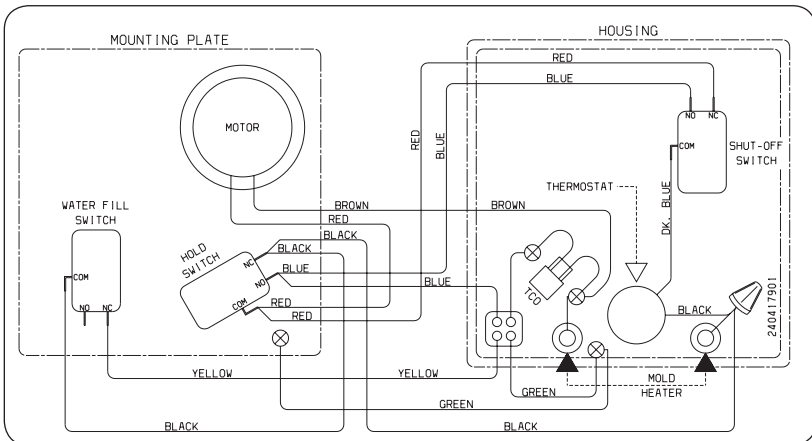 MOUNTING PLATE
HOUSING
RED
BLUE
MOTOR
NO
NC
COM
SHUT-OFF
SWITCH
RED
BLUE
THERMOSTAT
DK. BLUE
WATER FILL
SWITCH
BROWN
BROWN
RED
BLACK
BLACK
HOLD
SWITCH
NC
NO
COM
BLUE
BLUE
RED
RED
COM
NO
NC
TCO
BLACK
240417901
YELLOW
YELLOW
GREEN
MOLD
HEATER
GREEN
BLACK
BLACK